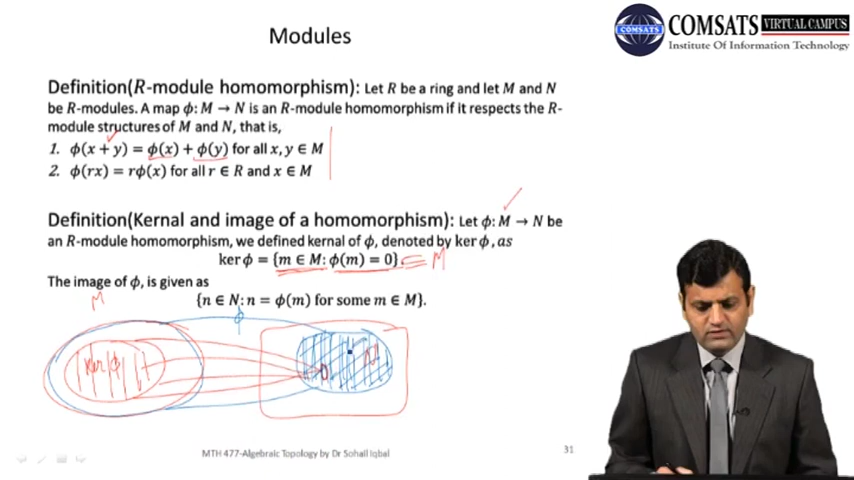 Modules
COMSATS VIRTUAL CAMPUS
Institute Of Information Technology
COMSATS
Definition(R-module homomorphism): Let R be a ring and let M and N
be R-modules. A map ϕ: M → N is an R-module homomorphism if it respects the R-
module structures of M and N, that is,
1. ϕ(x + y) = ϕ(x) + ϕ(y) for all x, y ∈ M
2. ϕ(rx) = rϕ(x) for all r ∈ R and x ∈ M
Definition(Kernal and image of a homomorphism): Let ϕ: M → N be
an R-module homomorphism, we defined kernal of ϕ, denoted by ker ϕ, as
ker ϕ = {m ∈ M: ϕ(m) = 0} ⊆ M
The image of ϕ, is given as
{n ∈ N: n = ϕ(m) for some m ∈ M}.
M
ϕ
Ker(ϕ)
0
MTH 477-Algebraic Topology by Dr Sohail Iqbal
31